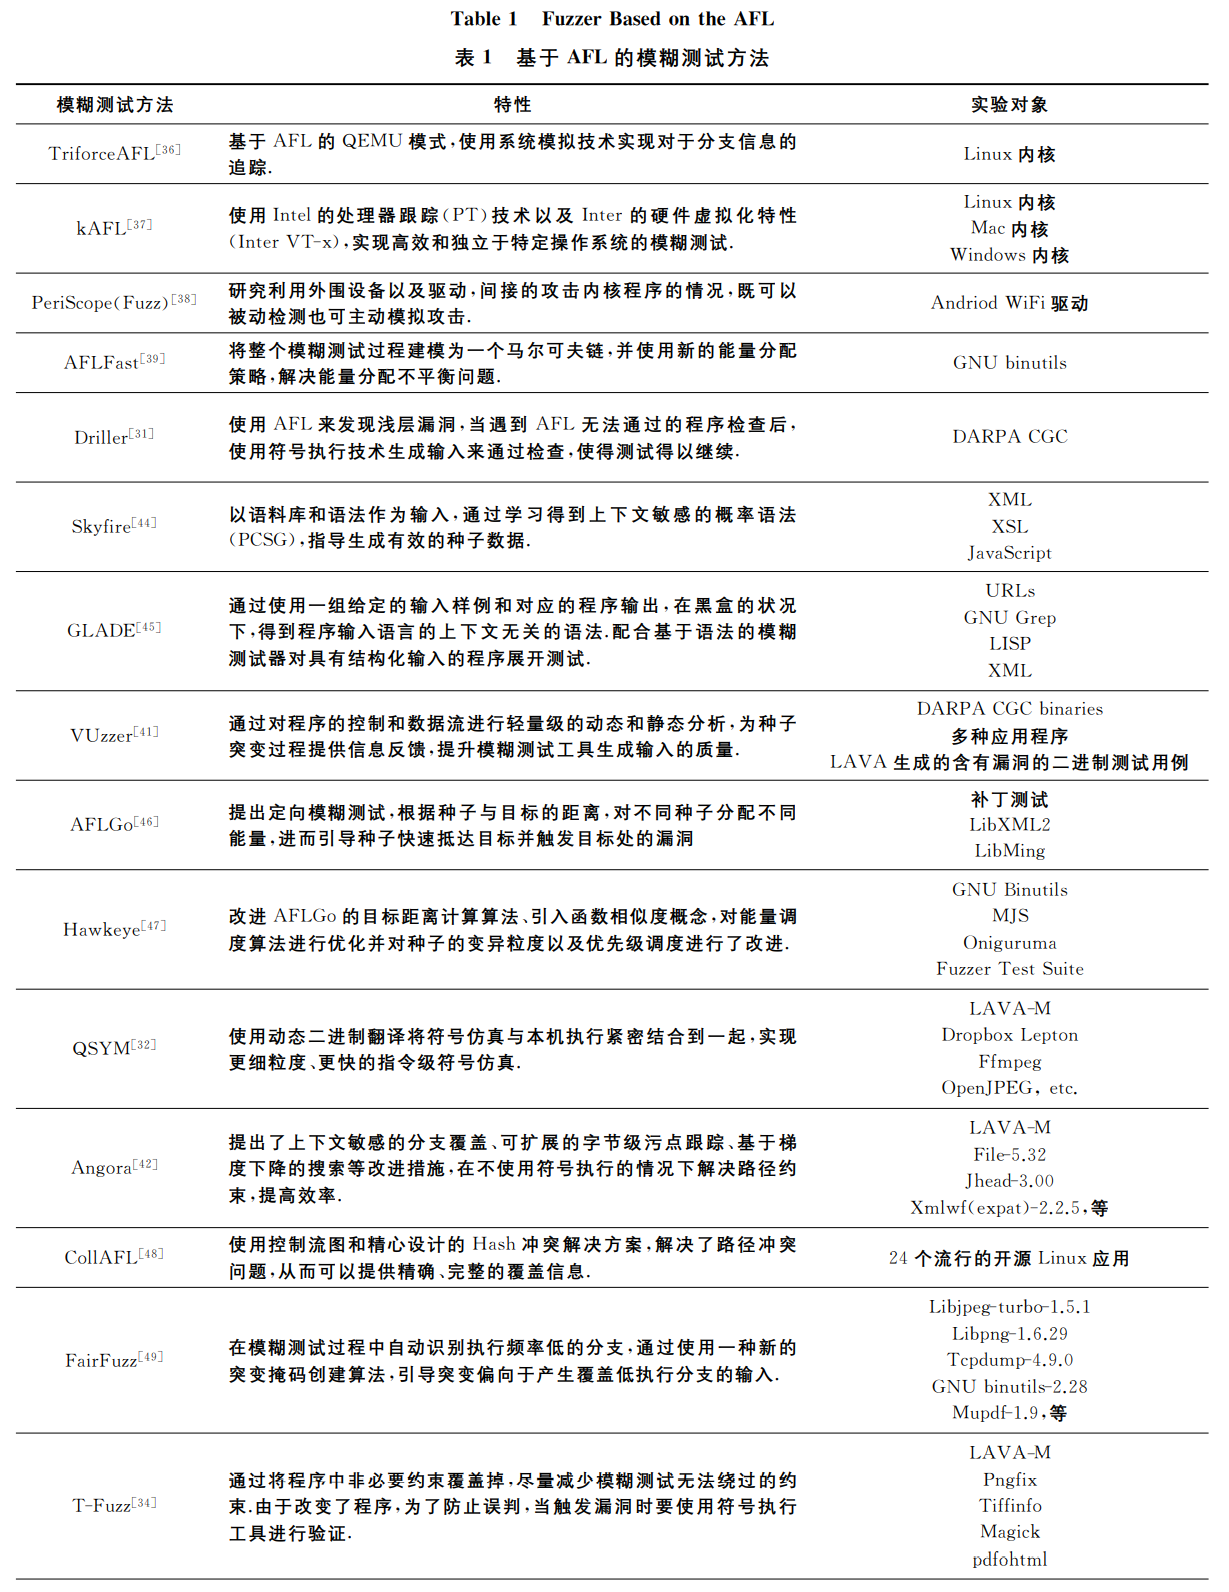 Table 1 Fuzzer Based on the AFL
表 1 基于 AFL 的模糊测试方法
模糊测试方法 特性 实验对象
TriforceAFL[36]
基于 AFL 的 QEMU 模式,使用系统模拟技术实现对于分支信息的
追踪.
Linux 内核
kAFL[37]
使用 Intel 的处理器跟踪(PT)技术以及 Inter 的硬件虚拟化特性
(Inter VT-x),实现高效和独立于特定操作系统的模糊测试.
Linux 内核
Mac 内核
Windows 内核
PeriScope(Fuzz)[38]
研究利用外围设备以及驱动,间接的攻击内核程序的情况,既可以
被动检测也可主动模拟攻击.
Andriod WiFi 驱动
AFLFast[39]
将整个模糊测试过程建模为一个马尔可夫链,并使用新的能量分配
策略,解决能量分配不平衡问题.
GNU binutils
Driller[31]
使用 AFL 来发现浅层漏洞,当遇到 AFL 无法通过的程序检查后,
使用符号执行技术生成输入来通过检查,使得测试得以继续.
DARPA CGC
Skyfire[44]
以语料库和语法作为输入,通过学习得到上下文敏感的概率语法
(PCSG),指导生成有效的种子数据.
XML
XSL
JavaScript
GLADE[45]
通过使用一组给定的输入样例和对应的程序输出,在黑盒的状况
下,得到程序输入语言的上下文无关的语法.配合基于语法的模糊
测试器对具有结构化输入的程序展开测试.
URLs
GNU Grep
LISP
XML
VUzzer[41]
通过对程序的控制和数据流进行轻量级的动态和静态分析,为种子
突变过程提供信息反馈,提升模糊测试工具生成输入的质量.
DARPA CGC binaries
多种应用程序
LAVA 生成的含有漏洞的二进制测试用例
AFLGo[46]
提出定向模糊测试,根据种子与目标的距离,对不同种子分配不同
能量,进而引导种子快速抵达目标并触发目标处的漏洞
补丁测试
LibXML2
LibMing
Hawkeye[47]
改进 AFLGo 的目标距离计算算法、引入函数相似度概念,对能量调
度算法进行优化并对种子的变异粒度以及优先级调度进行了改进.
GNU Binutils
MJS
Oniguruma
Fuzzer Test Suite
QSYM[32]
使用动态二进制翻译将符号仿真与本机执行紧密结合到一起,实现
更细粒度、更快的指令级符号仿真.
LAVA-M
Dropbox Lepton
Ffmpeg
OpenJPEG, etc.
Angora[42]
提出了上下文敏感的分支覆盖、可扩展的字节级污点跟踪、基于梯
度下降的搜索等改进措施,在不使用符号执行的情况下解决路径约
束,提高效率.
LAVA-M
File-5.32
Jhead-3.00
Xmlwf(expat)-2.2.5,等
CollAFL[48]
使用控制流图和精心设计的 Hash 冲突解决方案,解决了路径冲突
问题,从而可以提供精确、完整的覆盖信息.
24 个流行的开源 Linux 应用
FairFuzz[49]
在模糊测试过程中自动识别执行频率低的分支,通过使用一种新的
突变掩码创建算法,引导突变偏向于产生覆盖低执行分支的输入.
Libjpeg-turbo-1.5.1
Libpng-1.6.29
Tcpdump-4.9.0
GNU binutils-2.28
Mupdf-1.9,等
T-Fuzz[34]
通过将程序中非必要约束覆盖掉,尽量减少模糊测试无法绕过的约
束.由于改变了程序,为了防止误判,当触发漏洞时要使用符号执行
工具进行验证.
LAVA-M
Pngfix
Tiffinfo
Magick
pdfohtml